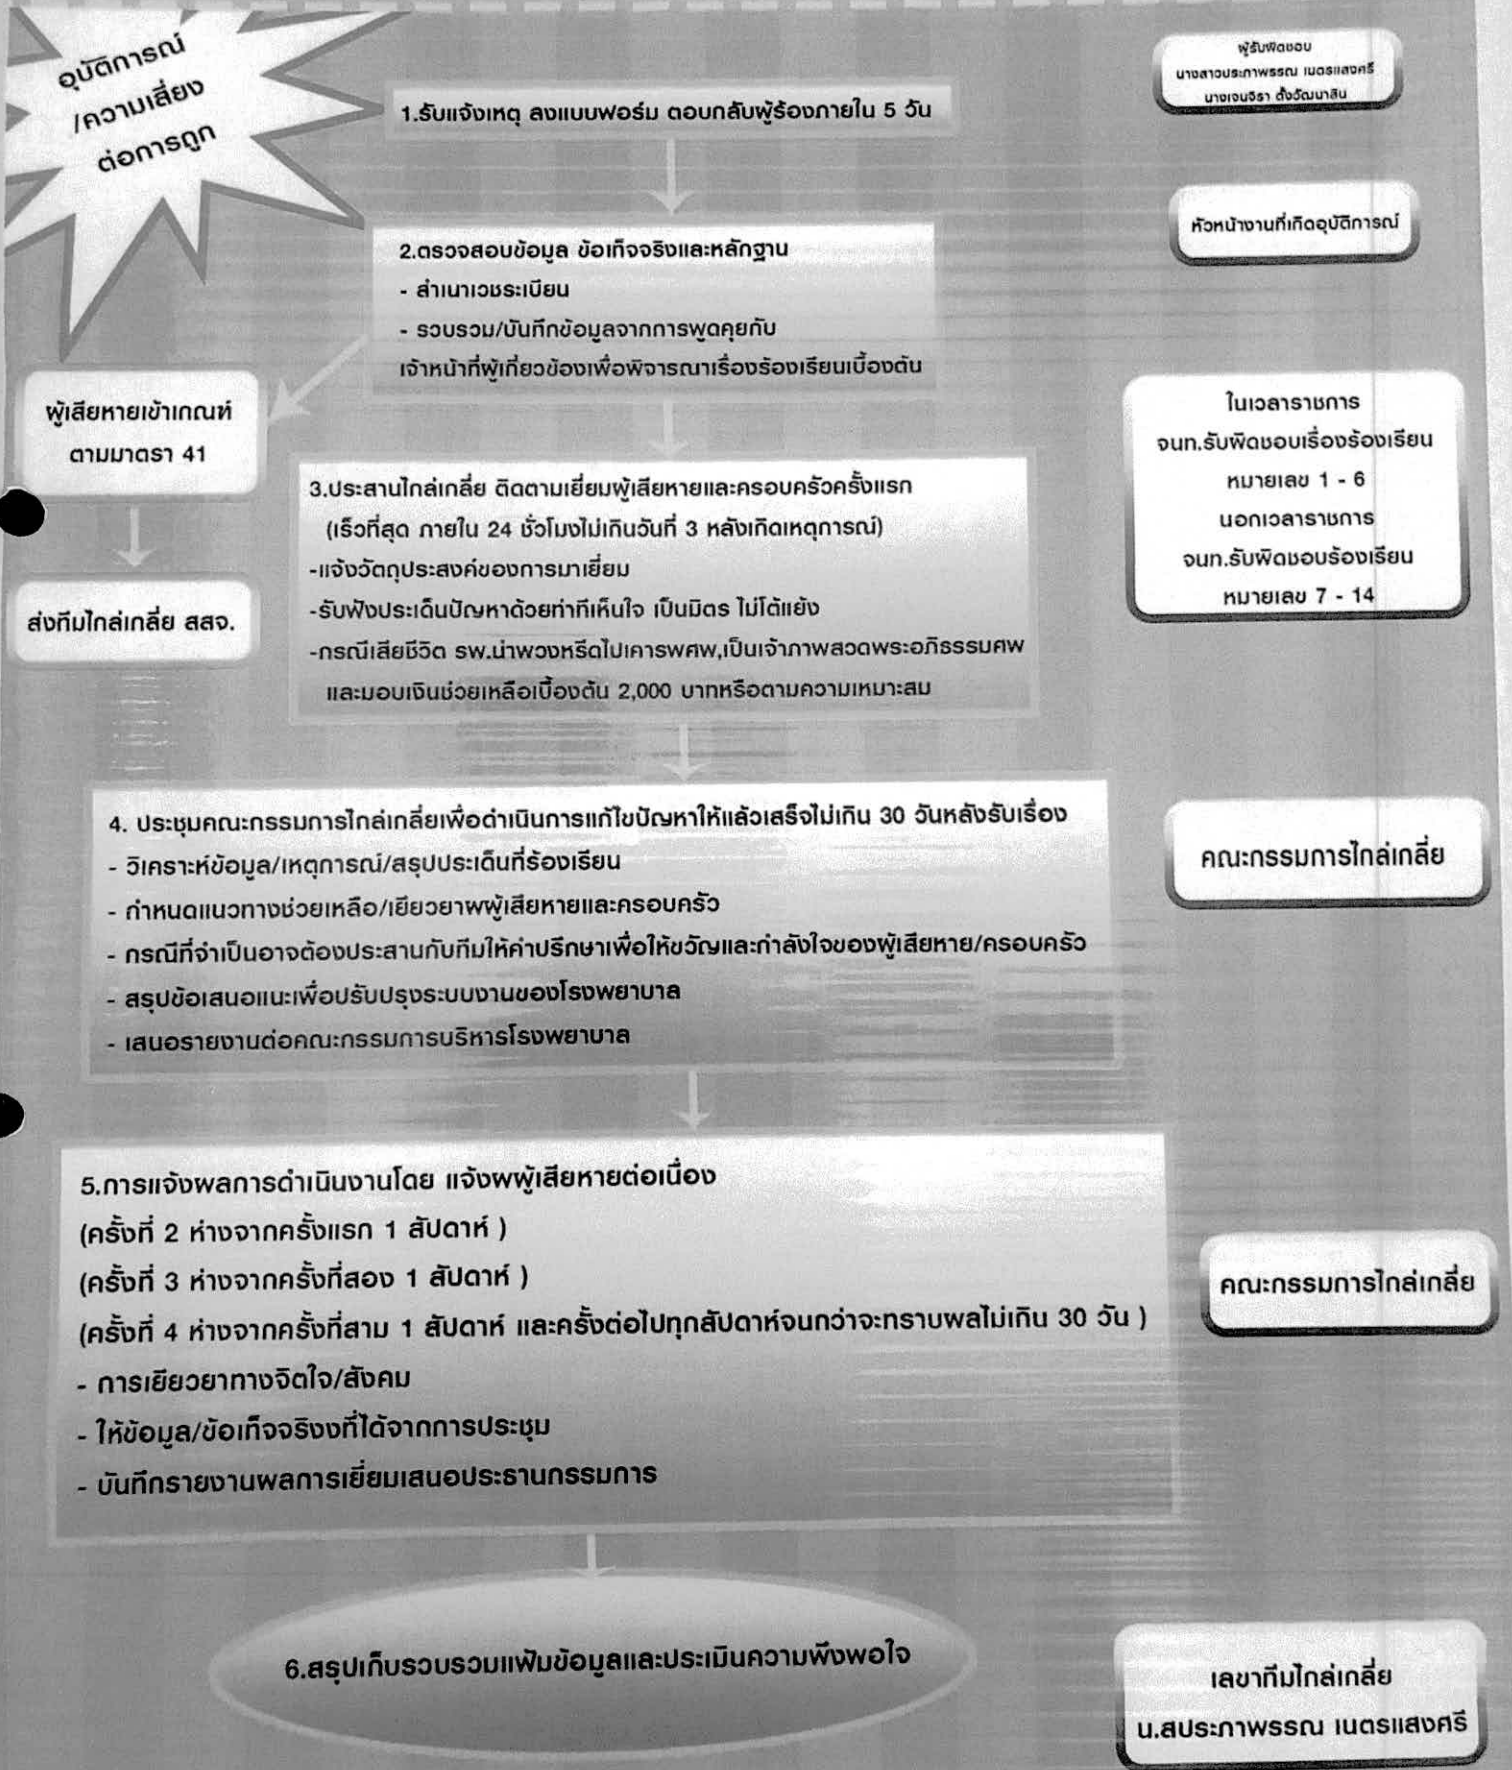 อุบัติการณ์
/ความเสี่ยง
ต่อการถูก
ผู้รับผิดชอบ
นางสาวประภาพรรณ เนตรแสงศรี
นางเจนจิรา ตั้งวัฒนาสิน
1.รับแจ้งเหตุ ลงแบบฟอร์ม ตอบกลับผู้ร้องภายใน 5 วัน
หัวหน้างานที่เกิดอุบัติการณ์
2.ตรวจสอบข้อมูล ข้อเท็จจริงและหลักฐาน
- สำเนาเวชระเบียน
- รวบรวม/บันทึกข้อมูลจากการพูดคุยกับ
เจ้าหน้าที่ผู้เกี่ยวข้องเพื่อพิจารณาเรื่องร้องเรียนเบื้องต้น
ผู้เสียหายเข้าเกณฑ์
ตามมาตรา 41
ส่งทีมไกล่เกลี่ย สสจ.
ในเวลาราชการ
จนท.รับผิดชอบเรื่องร้องเรียน
หมายเลข 1 - 6
นอกเวลาราชการ
จนท.รับผิดชอบร้องเรียน
หมายเลข 7 - 14
3.ประสานไกล่เกลี่ย ติดตามเยี่ยมผู้เสียหายและครอบครัวครั้งแรก
(เร็วที่สุด ภายใน 24 ชั่วโมงไม่เกินวันที่ 3 หลังเกิดเหตุการณ์)
-แจ้งวัตถุประสงค์ของการมาเยี่ยม
-รับฟังประเด็นปัญหาด้วยท่าทีเห็นใจ เป็นมิตร ไม่โต้แย้ง
-กรณีเสียชีวิต รพ.นำพวงหรีดไปเคารพศพ,เป็นเจ้าภาพสวดพระอภิธรรมศพ
และมอบเงินช่วยเหลือเบื้องต้น 2,000 บาทหรือตามความเหมาะสม
4. ประชุมคณะกรรมการไกล่เกลี่ยเพื่อดำเนินการแก้ไขปัญหาให้แล้วเสร็จไม่เกิน 30 วันหลังรับเรื่อง
- วิเคราะห์ข้อมูล/เหตุการณ์/สรุปประเด็นที่ร้องเรียน
- กำหนดแนวทางช่วยเหลือ/เยียวยาผผู้เสียหายและครอบครัว
- กรณีที่จำเป็นอาจต้องประสานกับทีมให้คำปรึกษาเพื่อให้ขวัญและกำลังใจของผู้เสียหาย/ครอบครัว
- สรุปข้อเสนอแนะเพื่อปรับปรุงระบบงานของโรงพยาบาล
- เสนอรายงานต่อคณะกรรมการบริหารโรงพยาบาล
คณะกรรมการไกล่เกลี่ย
5.การแจ้งผลการดำเนินงานโดย แจ้งผผู้เสียหายต่อเนื่อง
(ครั้งที่ 2 ห่างจากครั้งแรก 1 สัปดาห์ )
(ครั้งที่ 3 ห่างจากครั้งที่สอง 1 สัปดาห์ )
(ครั้งที่ 4 ห่างจากครั้งที่สาม 1 สัปดาห์ และครั้งต่อไปทุกสัปดาห์จนกว่าจะทราบผลไม่เกิน 30 วัน )
- การเยียวยาทางจิตใจ/สังคม
- ให้ข้อมูล/ข้อเท็จจริงงที่ได้จากการประชุม
- บันทึกรายงานผลการเยี่ยมเสนอประธานกรรมการ
คณะกรรมการไกล่เกลี่ย
6.สรุปเก็บรวบรวมแฟ้มข้อมูลและประเมินความพึงพอใจ
เลขาทีมไกล่เกลี่ย
น.สประภาพรรณ เนตรแสงศรี